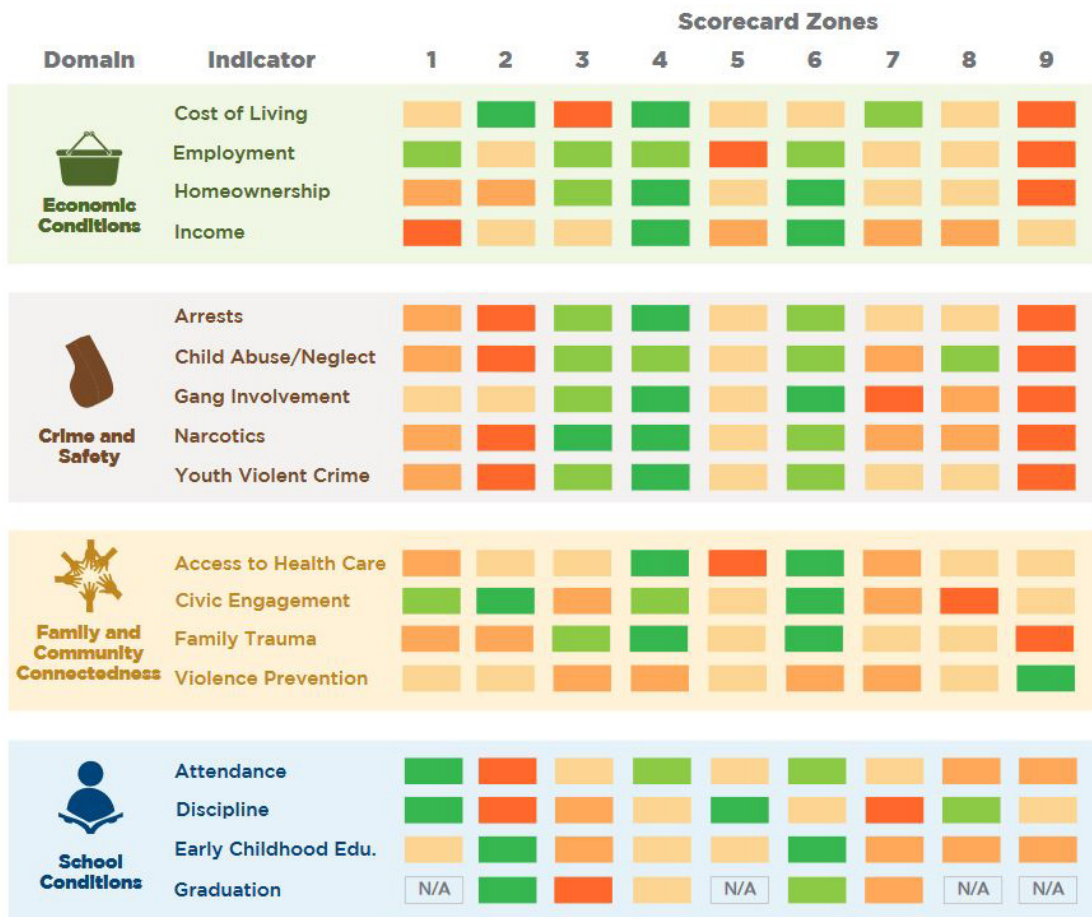 Scorecard Zones
Domain Indicator 1 2 3 4 5 6 7 8 9
Economic
Conditions
Cost of Living
Employment
Homeownership
Income
Crime and
Safety
Arrests
Child Abuse/Neglect
Gang Involvement
Narcotics
Youth Violent Crime
Family and
Community
Connectedness
Access to Health Care
Civic Engagement
Family Trauma
Violence Prevention
School
Conditions
Attendance
Discipline
Early Childhood Edu.
Graduation N/A N/A N/A N/A